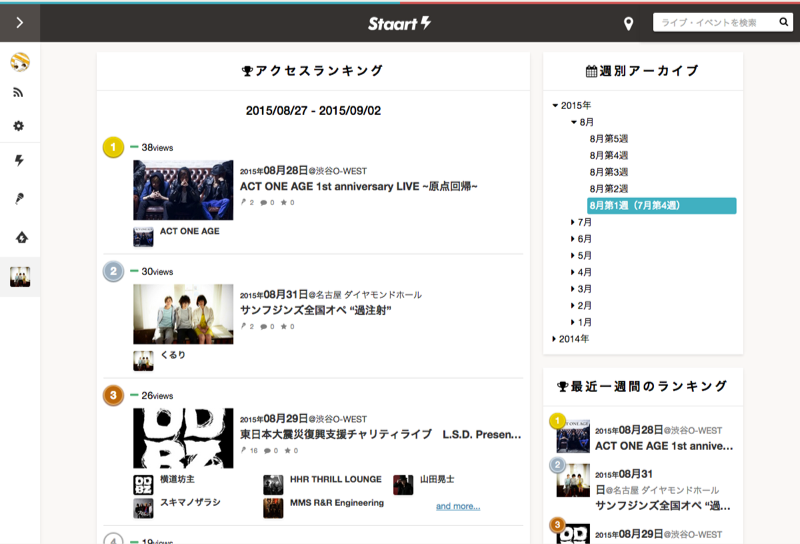 Staart
ライブ・イベントを検索
アクセスランキング
2015/08/27 - 2015/09/02
1
38views
2015年08月28日@渋谷O-WEST
ACT ONE AGE 1st anniversary LIVE ~原点回帰~
2 0 0
ACT ONE AGE
2
30views
2015年08月31日@名古屋 ダイヤモンドホール
サンフジンズ全国オペ “過注射”
2 0 0
くるり
3
26views
2015年08月29日@渋谷O-WEST
東日本大震災復興支援チャリティライブ L.S.D. Presen...
16 0 0
横道坊主
HHR THRILL LOUNGE
山田晃士
スキマノザラシ
MMS R&R Engineering
and more...
4
19views
週別アーカイブ
2015年
8月
8月第5週
8月第4週
8月第3週
8月第2週
8月第1週（7月第4週）
7月
6月
5月
4月
3月
2月
1月
2014年
最近一週間のランキング
1
2015年08月28日@渋谷O-WEST
ACT ONE AGE 1st annive...
2
2015年08月31
日@名古屋 ダイヤモンドホール
サンフジンズ全国オペ “過...
3
2015年08月29日@渋谷O-WEST